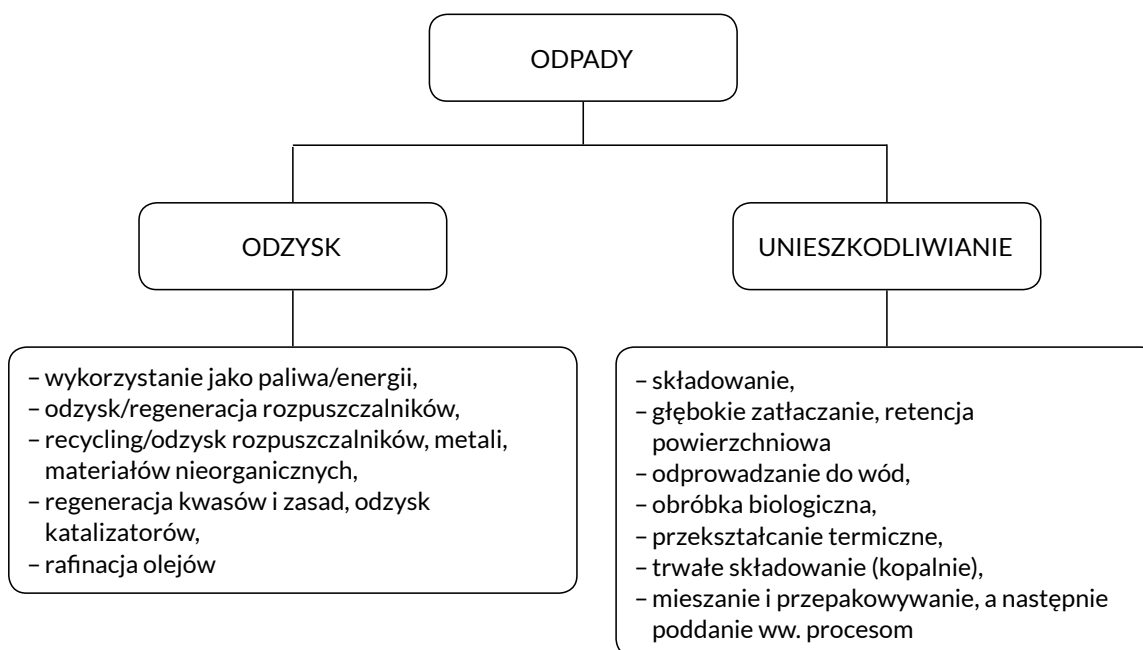 ODPADY
ODZYSK
UNIESZKODLIWIANIE
– wykorzystanie jako paliwa/energii,
– odzysk/regeneracja rozpuszczalników,
– recycling/odzysk rozpuszczalników, metali,
materiałów nieorganicznych,
– regeneracja kwasów i zasad, odzysk
katalizatorów,
– rafinacja olejów
– składowanie,
– głębokie zatłaczanie, retencja
powierzchniowa
– odprowadzanie do wód,
– obróbka biologiczna,
– przekształcanie termiczne,
– trwałe składowanie (kopalnie),
– mieszanie i przepakowywanie, a następnie
poddanie ww. procesom